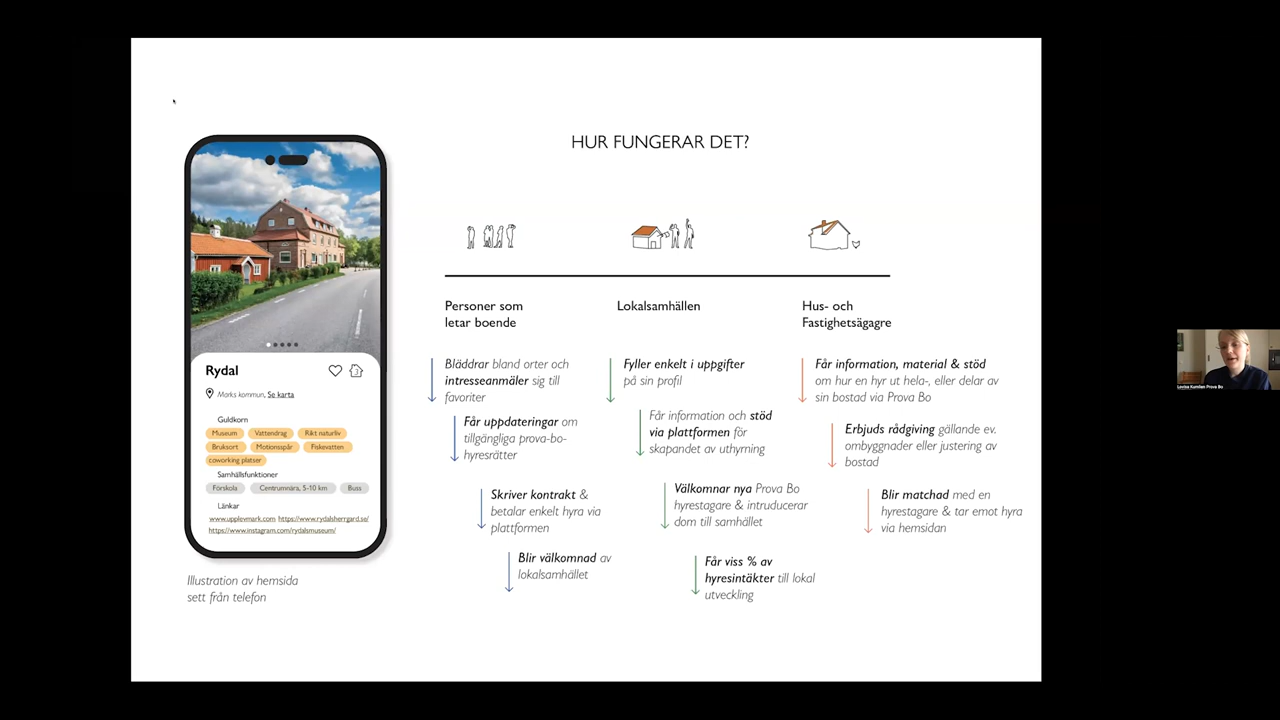 HUR FUNGERAR DET?
Rydal
Marks kommun, Se karta
Guldkorn
Museum Vattendrag Rikt naturliv
Bruksort Motionsspår Fiskevatten
coworking platser
Samhällsfunktioner
Förskola Centrumnära, 5-10 km Buss
Länkar
www.upplevmark.com https://www.rydalsherrgard.se/
https://www.instagram.com/rydalsmuseum/
Illustration av hemsida
sett från telefon
Personer som
letar boende
Bläddrar bland orter och
intresseanmäler sig till
favoriter
Får uppdateringar om
tillgängliga prova-bo-
hyresrätter
Skriver kontrakt &
betalar enkelt hyra via
plattformen
Blir välkomnad av
lokalsamhället
Lokalsamhällen
Fyller enkelt i uppgifter
på sin profil
Får information och stöd
via plattformen för
skapandet av uthyrning
Välkomnar nya Prova Bo
hyrestagare & intruducerar
dom till samhället
Får viss % av
hyresintäkter till lokal
utveckling
Hus- och
Fastighetsägagre
Får information, material & stöd
om hur en hyr ut hela-, eller delar av
sin bostad via Prova Bo
Erbjuds rådgiving gällande ev.
ombyggnader eller justering av
bostad
Blir matchad med en
hyrestagare & tar emot hyra
via hemsidan
Lovisa Kumlien Prova Bo